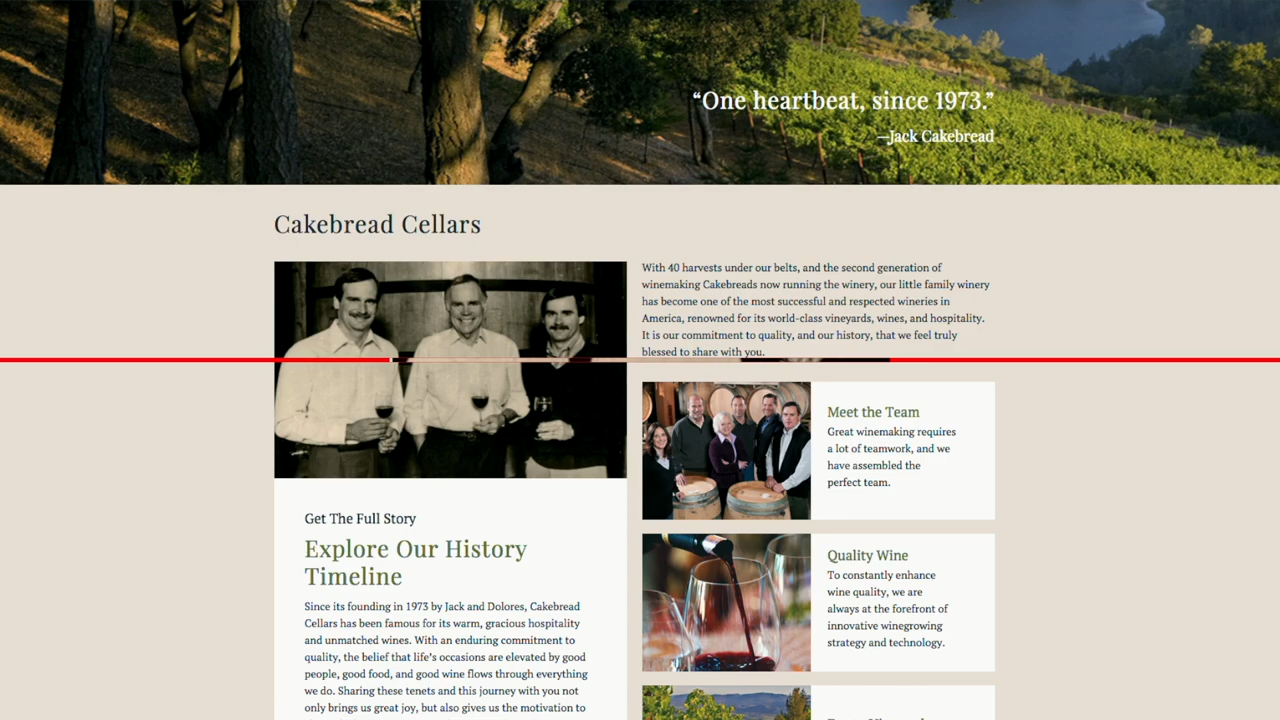 “One heartbeat, since 1973.”
—Jack Cakebread
Cakebread Cellars
With 40 harvests under our belts, and the second generation of
winemaking Cakebreads now running the winery, our little family winery
has become one of the most successful and respected wineries in
America, renowned for its world-class vineyards, wines, and hospitality.
It is our commitment to quality, and our history, that we feel truly
blessed to share with you.
Get The Full Story
Explore Our History
Timeline
Since its founding in 1973 by Jack and Dolores, Cakebread
Cellars has been famous for its warm, gracious hospitality
and unmatched wines. With an enduring commitment to
quality, the belief that life’s occasions are elevated by good
people, good food, and good wine flows through everything
we do. Sharing these tenets and this journey with you not
only brings us great joy, but also gives us the motivation to
Meet the Team
Great winemaking requires
a lot of teamwork, and we
have assembled the
perfect team.
Quality Wine
To constantly enhance
wine quality, we are
always at the forefront of
innovative winegrowing
strategy and technology.